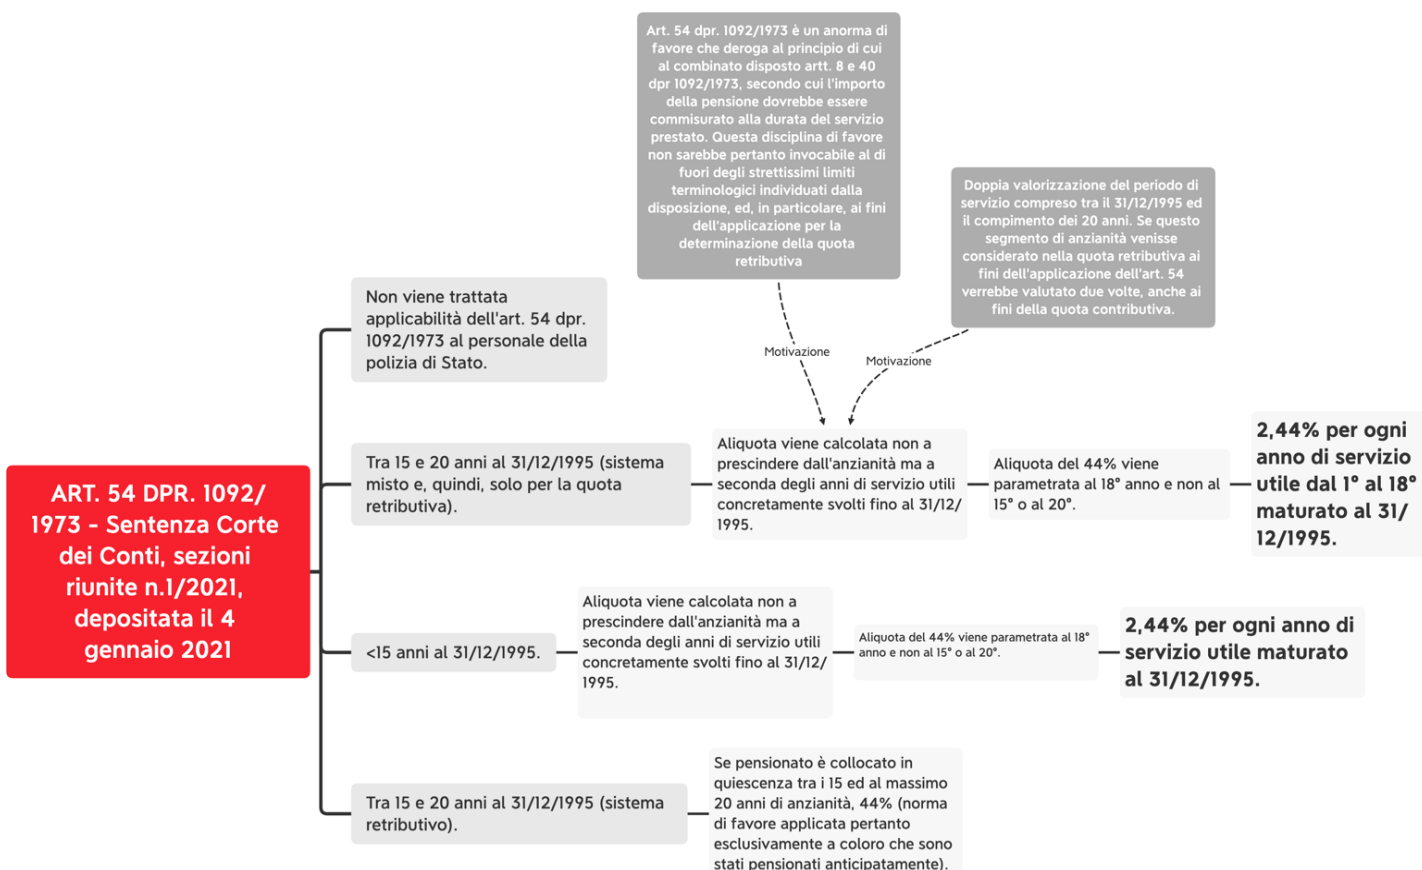 Art. 54 dpr. 1092/1973 è un anorma di
favore che deroga al principio di cui
al combinato disposto artt. 8 e 40
dpr 1092/1973, secondo cui l'importo
della pensione dovrebbe essere
commisurato alla durata del servizio
prestato. Questa disciplina di favore
non sarebbe pertanto invocabile al di
fuori degli strettissimi limiti
terminologici individuati dalla
disposizione, ed, in particolare, ai fini
dell'applicazione per la
determinazione della quota
retributiva
Doppia valorizzazione del periodo di
servizio compreso tra il 31/12/1995 ed
il compimento dei 20 anni. Se questo
segmento di anzianità venisse
considerato nella quota retributiva ai
fini dell'applicazione dell'art. 54
verrebbe valutato due volte, anche ai
fini della quota contributiva.
Motivazione
Motivazione
ART. 54 DPR. 1092/
1973 - Sentenza Corte
dei Conti, sezioni
riunite n.1/2021,
depositata il 4
gennaio 2021
Non viene trattata
applicabilità dell'art. 54 dpr.
1092/1973 al personale della
polizia di Stato.
Tra 15 e 20 anni al 31/12/1995 (sistema
misto e, quindi, solo per la quota
retributiva).
Aliquota viene calcolata non a
prescindere dall'anzianità ma a
seconda degli anni di servizio utili
concretamente svolti fino al 31/12/
1995.
Aliquota del 44% viene
parametrata al 18° anno e non al
15° o al 20°.
2,44% per ogni
anno di servizio
utile dal 1° al 18°
maturato al 31/
12/1995.
<15 anni al 31/12/1995.
Aliquota viene calcolata non a
prescindere dall'anzianità ma a
seconda degli anni di servizio utili
concretamente svolti fino al 31/12/
1995.
Aliquota del 44% viene parametrata al 18°
anno e non al 15° o al 20°.
2,44% per ogni anno di
servizio utile maturato
al 31/12/1995.
Tra 15 e 20 anni al 31/12/1995 (sistema
retributivo).
Se pensionato è collocato in
quiescenza tra i 15 ed al massimo
20 anni di anzianità, 44% (norma
di favore applicata pertanto
esclusivamente a coloro che sono
stati pensionati anticipatamente).